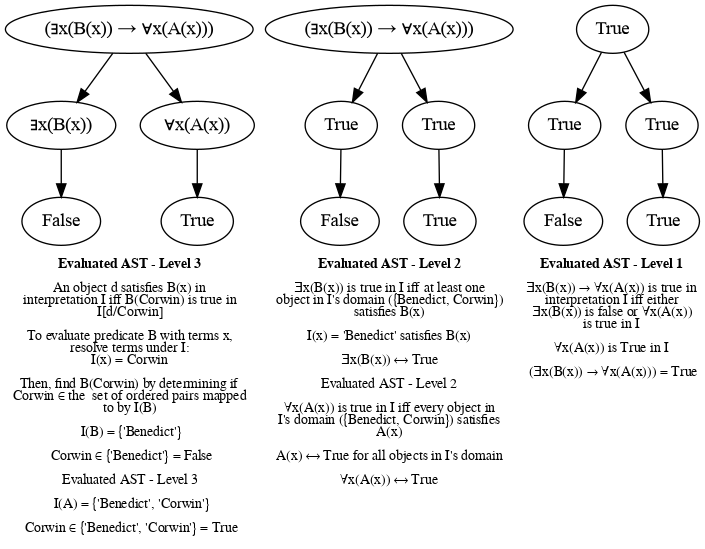 (∃x(B(x)) → ∀x(A(x)))
∃x(B(x))
∀x(A(x))
False
True
Evaluated AST - Level 3
An object d satisfies B(x) in
interpretation I iff B(Corwin) is true in
I[d/Corwin]
To evaluate predicate B with terms x,
resolve terms under I:
I(x) = Corwin
Then, find B(Corwin) by determining if
Corwin ∈ the  set of ordered pairs mapped
to by I(B)
I(B) = {'Benedict'}
Corwin ∈ {'Benedict'} = False
Evaluated AST - Level 3
I(A) = {'Benedict', 'Corwin'}
Corwin ∈ {'Benedict', 'Corwin'} = True
(∃x(B(x)) → ∀x(A(x)))
True
True
False
True
Evaluated AST - Level 2
∃x(B(x)) is true in I iff at least one
object in I's domain ({Benedict, Corwin})
satisfies B(x)
I(x) = 'Benedict' satisfies B(x)
∃x(B(x)) ↔ True
Evaluated AST - Level 2
∀x(A(x)) is true in I iff every object in
I's domain ({Benedict, Corwin}) satisfies
A(x)
A(x) ↔ True for all objects in I's domain
∀x(A(x)) ↔ True
True
True
True
False
True
Evaluated AST - Level 1
∃x(B(x)) → ∀x(A(x)) is true in
interpretation I iff either
∃x(B(x)) is false or ∀x(A(x))
is true in I
∀x(A(x)) is True in I
(∃x(B(x)) → ∀x(A(x))) = True